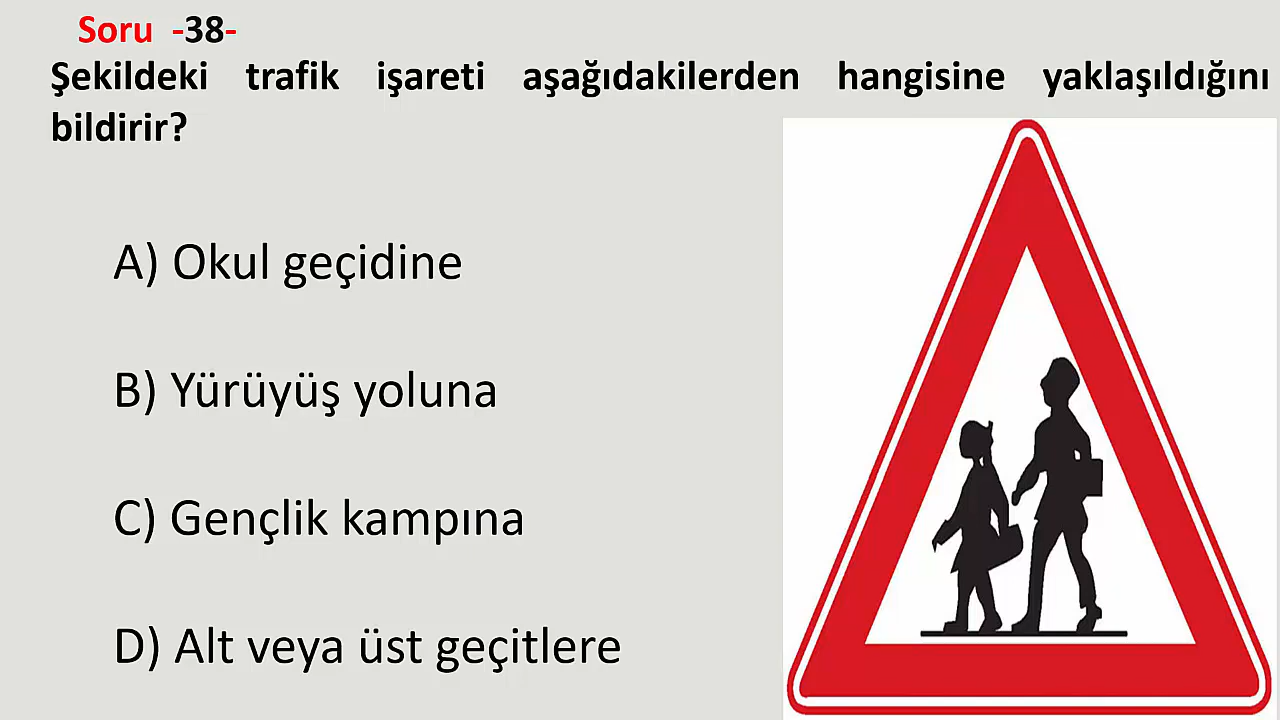 Soru -38-
Şekildeki trafik işareti aşağıdakilerden hangisine yaklaşıldığını
bildirir?
A) Okul geçidine
B) Yürüyüş yoluna
C) Gençlik kampına
D) Alt veya üst geçitlere